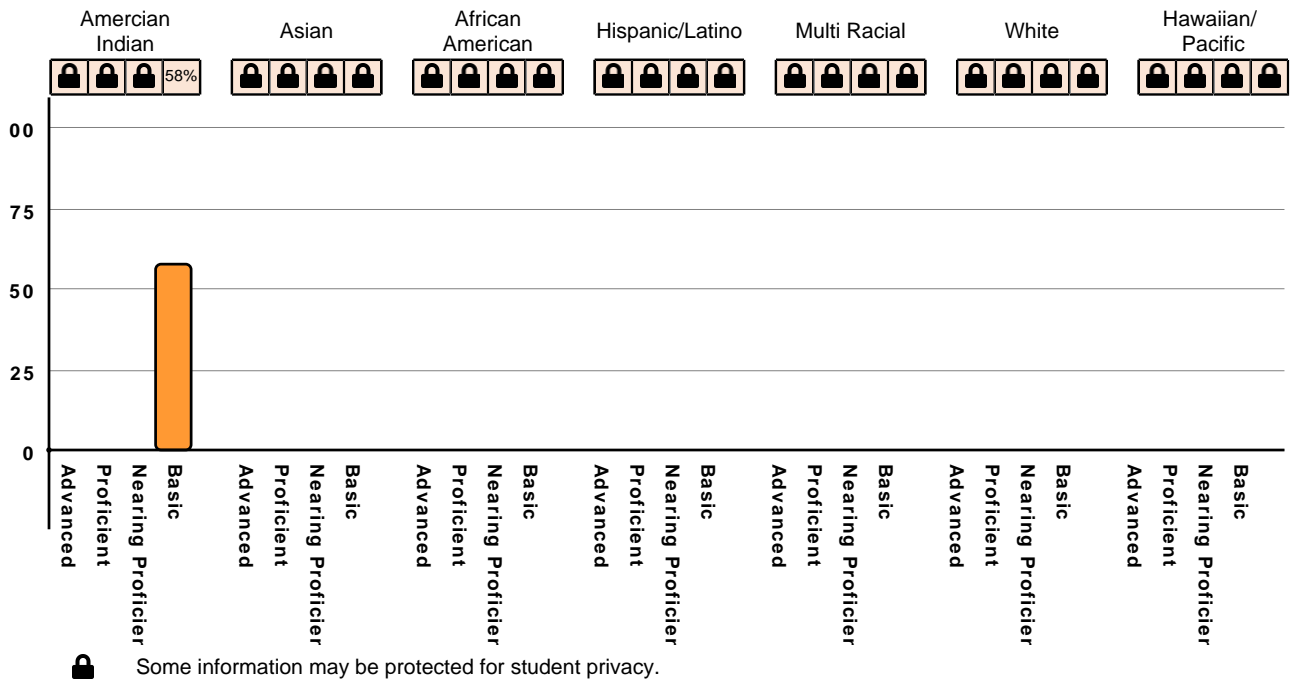 Amercian
Indian
Asian
African
American
Hispanic/Latino
Multi Racial
White
Hawaiian/
Pacific
58%
00
75
50
25
0
Advanced
Proficient
Nearing Proficier
Basic
Advanced
Proficient
Nearing Proficier
Basic
Advanced
Proficient
Nearing Proficier
Basic
Advanced
Proficient
Nearing Proficier
Basic
Advanced
Proficient
Nearing Proficier
Basic
Advanced
Proficient
Nearing Proficier
Basic
Advanced
Proficient
Nearing Proficier
Basic
Some information may be protected for student privacy.